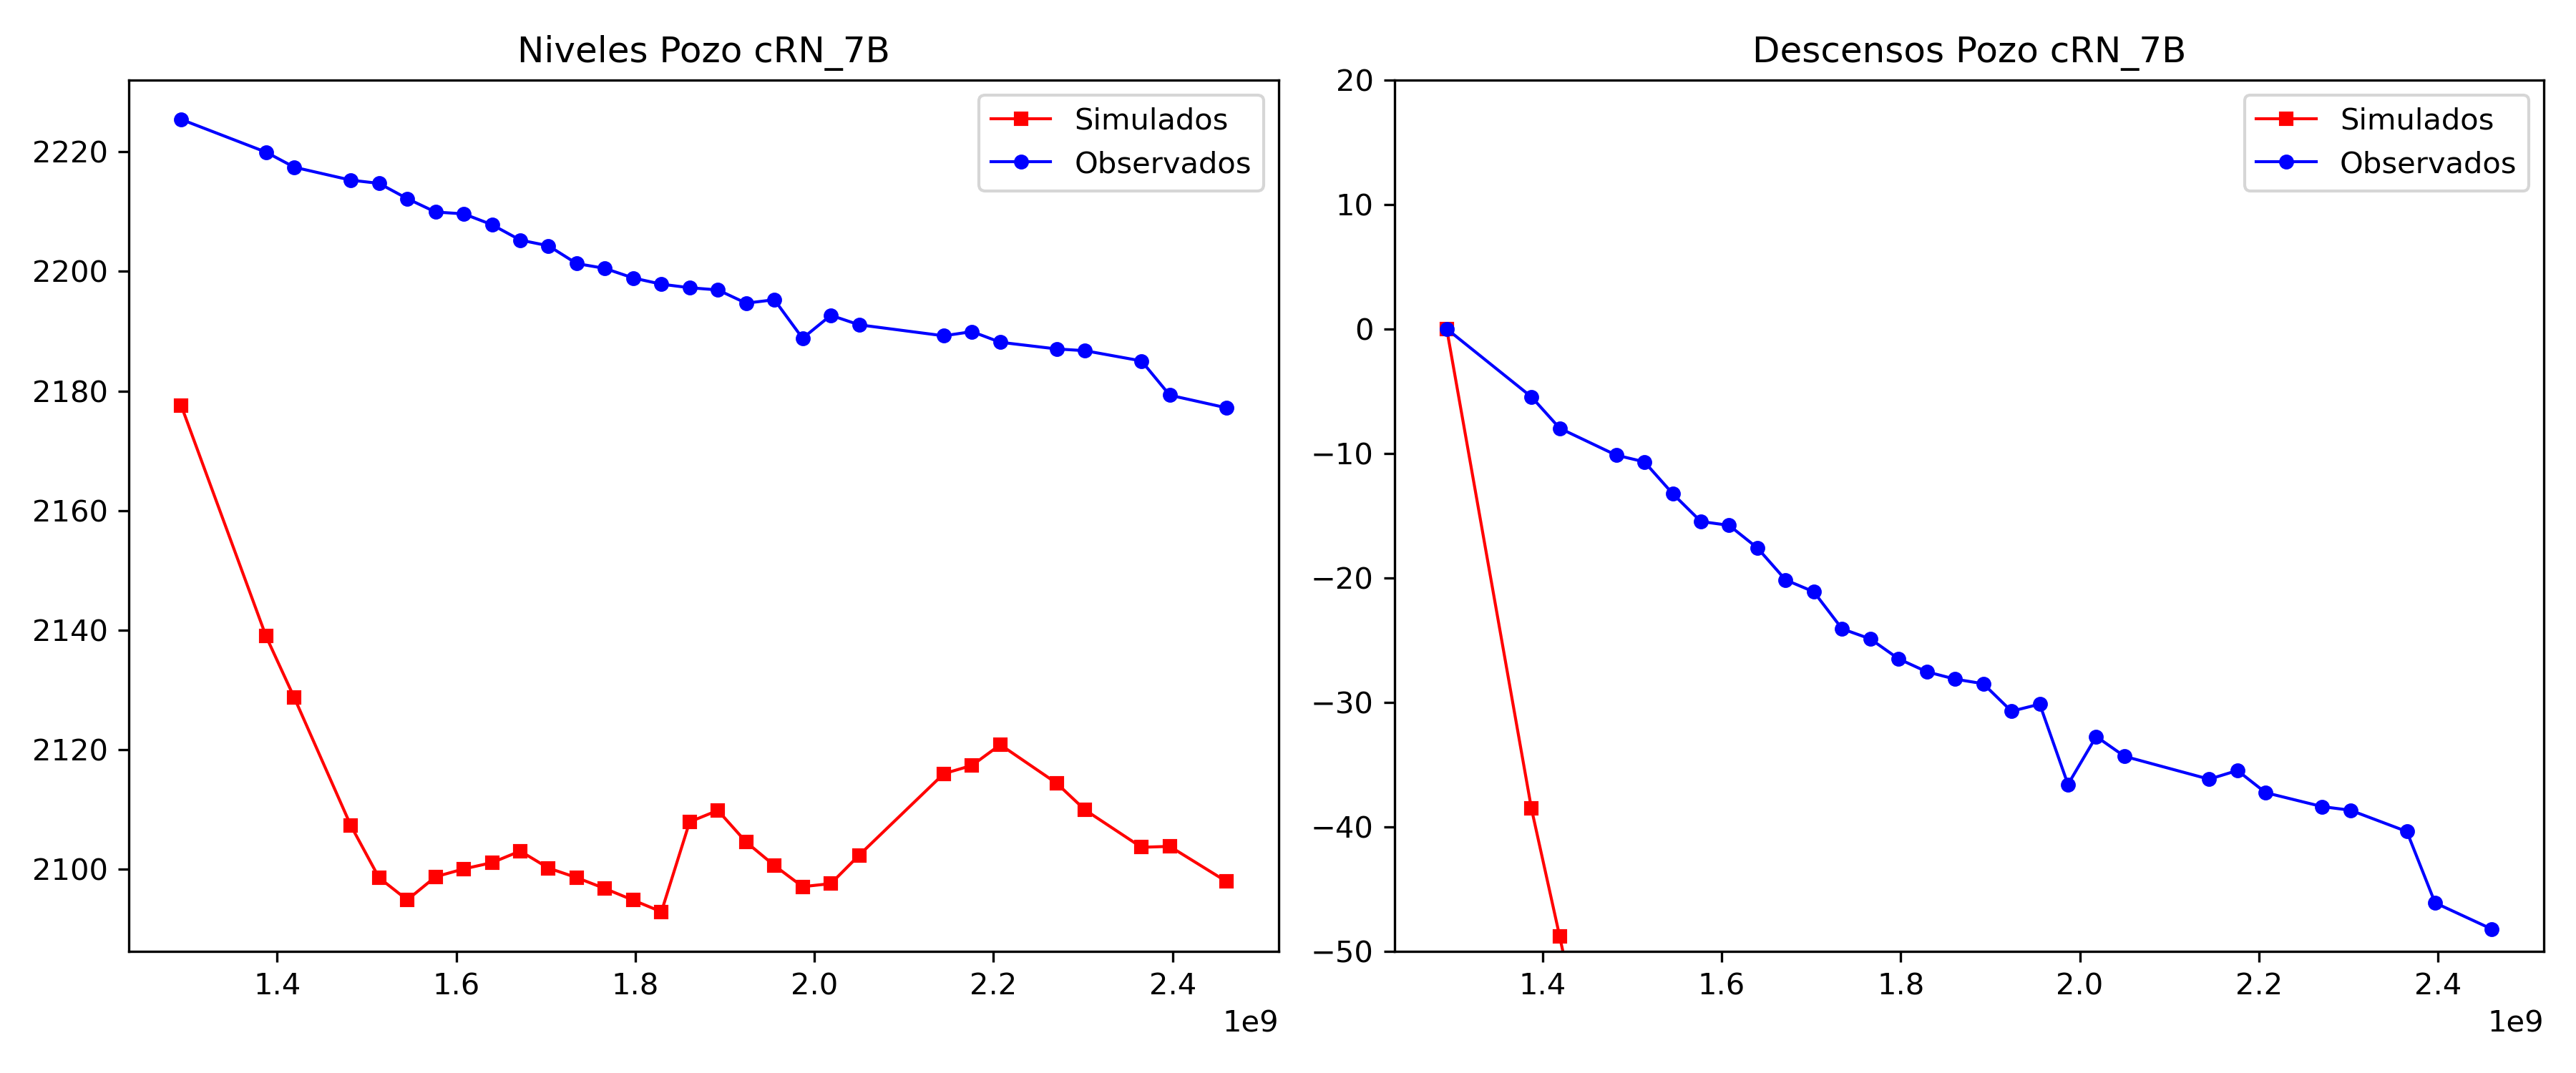 Niveles Pozo cRN_7B
Simulados
Observados
2220
2200
2180
2160
2140
2120
2100
1.4 1.6 1.8 2.0 2.2 2.4
1e9
Descensos Pozo cRN_7B
Simulados
Observados
20
10
0
−10
−20
−30
−40
−50
1.4 1.6 1.8 2.0 2.2 2.4
1e9